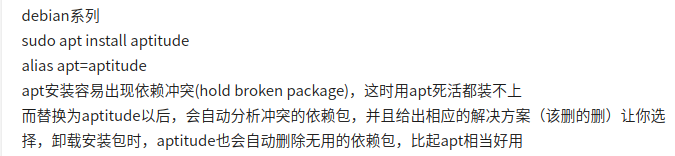 debian系列
sudo apt install aptitude
alias apt=aptitude
apt安装容易出现依赖冲突(hold broken package)，这时用apt死活都装不上
而替换为aptitude以后，会自动分析冲突的依赖包，并且给出相应的解决方案（该删的删）让你选
择，卸载安装包时，aptitude也会自动删除无用的依赖包，比起apt相当好用